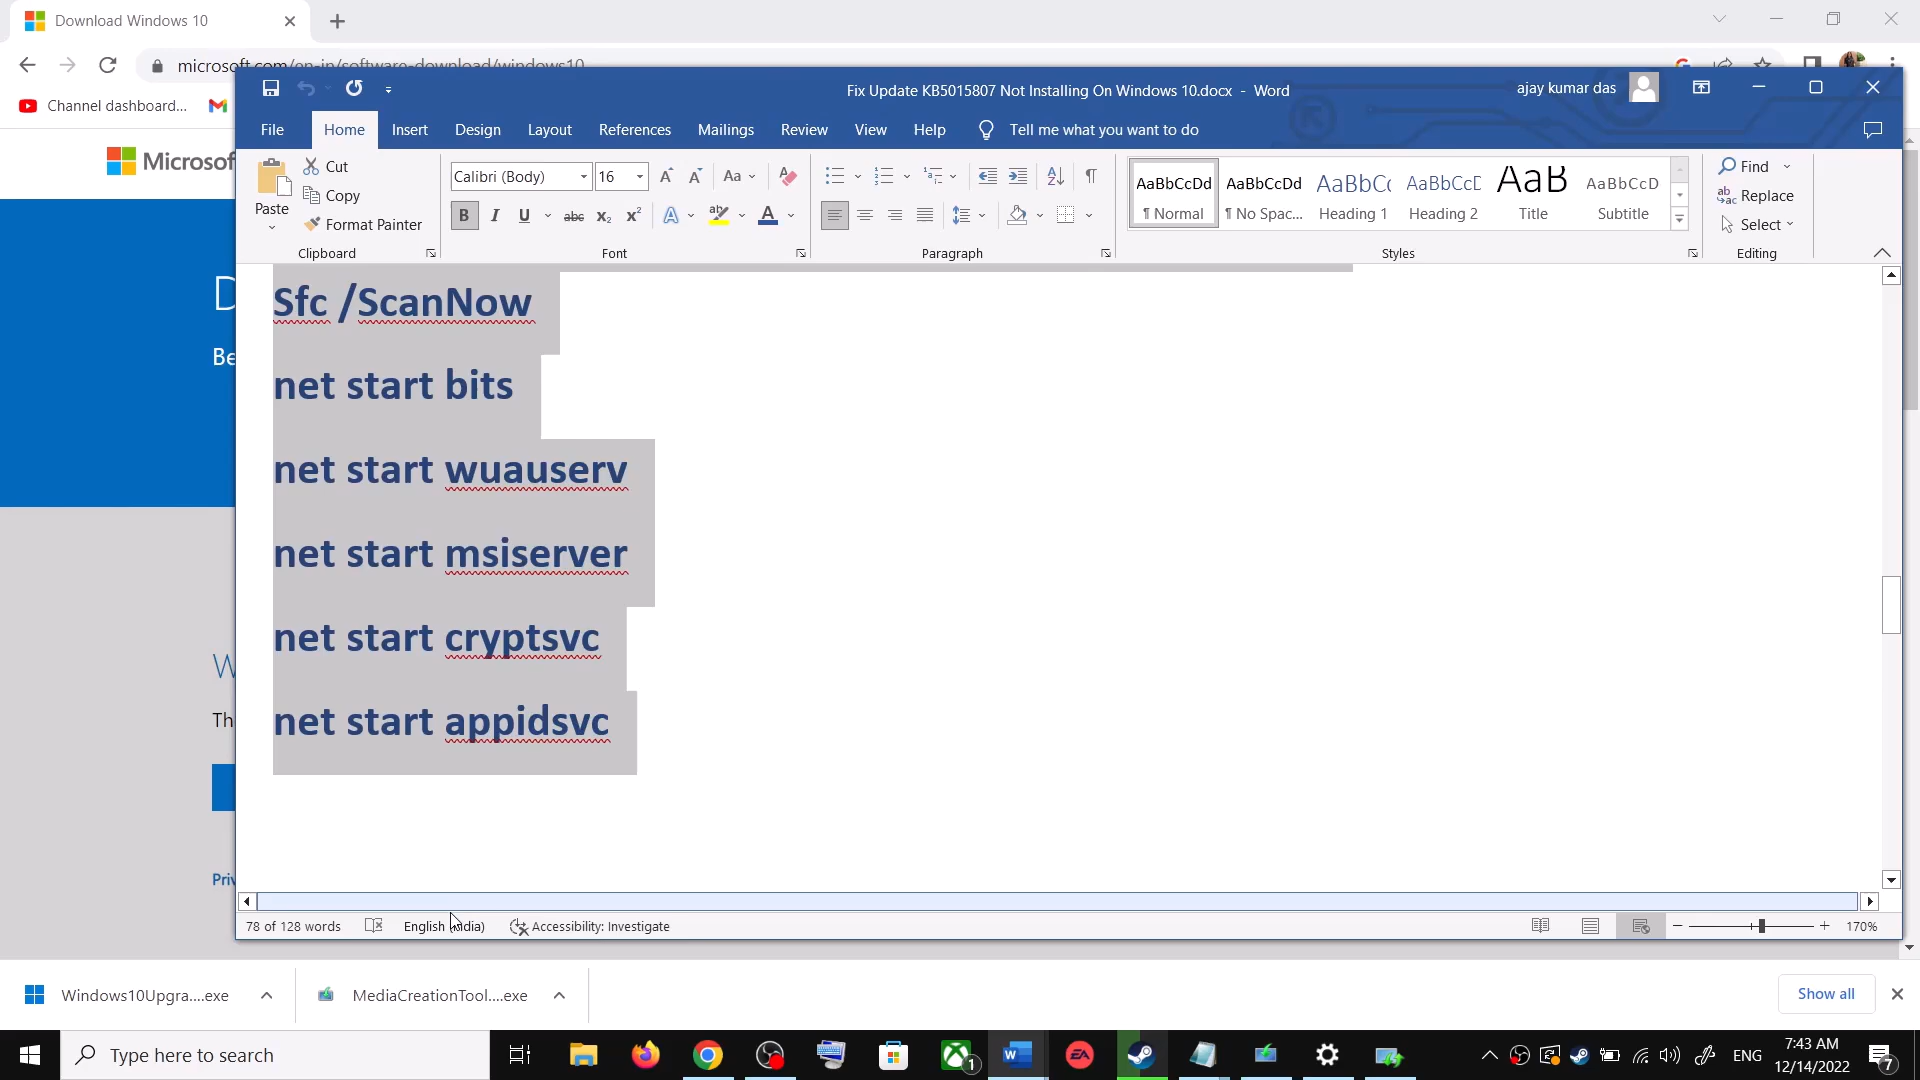 Download Windows 10
microsoft.com/en-in/software-download/windows10
Channel dashboard...
Microsof
Fix Update KB5015807 Not Installing On Windows 10.docx - Word
ajay kumar das
File Home Insert Design Layout References Mailings Review View Help Tell me what you want to do
Paste
Cut
Copy
Format Painter
Clipboard
Calibri (Body) 16
Font
Paragraph
AaBbCcDd AaBbCcDd AaBbCc AaBbCcD AaB AaBbCcD
¶ Normal ¶ No Spac... Heading 1 Heading 2 Title Subtitle
Styles
Find
Replace
Select
Editing
D
Be
W
Th
Priv
Sfc /ScanNow
net start bits
net start wuauserv
net start msiserver
net start cryptsvc
net start appidsvc
78 of 128 words English (India) Accessibility: Investigate 170%
Windows10Upgra....exe MediaCreationTool....exe Show all
Type here to search
1
ENG
7:43 AM
12/14/2022
7